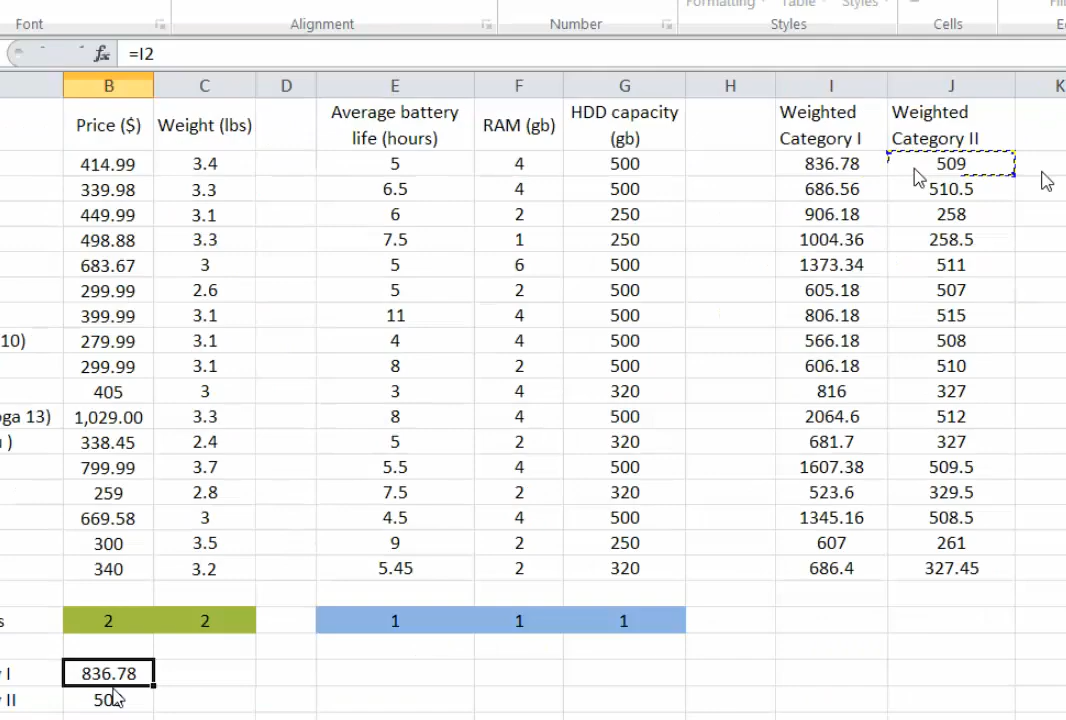 Formatting Table Styles
Font Alignment Number Styles Cells
fx =I2
B C D E F G H I J K
Price ($) Weight (lbs) Average battery life (hours) RAM (gb) HDD capacity (gb) Weighted Category I Weighted Category II
414.99 3.4 5 4 500 836.78 509
339.98 3.3 6.5 4 500 686.56 510.5
449.99 3.1 6 2 250 906.18 258
498.88 3.3 7.5 1 250 1004.36 258.5
683.67 3 5 6 500 1373.34 511
299.99 2.6 5 2 500 605.18 507
399.99 3.1 11 4 500 806.18 515
10) 279.99 3.1 4 4 500 566.18 508
299.99 3.1 8 2 500 606.18 510
405 3 3 4 320 816 327
oga 13) 1,029.00 3.3 8 4 500 2064.6 512
) 338.45 2.4 5 2 320 681.7 327
799.99 3.7 5.5 4 500 1607.38 509.5
259 2.8 7.5 2 320 523.6 329.5
669.58 3 4.5 4 500 1345.16 508.5
300 3.5 9 2 250 607 261
340 3.2 5.45 2 320 686.4 327.45
s 2 2 1 1 1
I 836.78
II 50